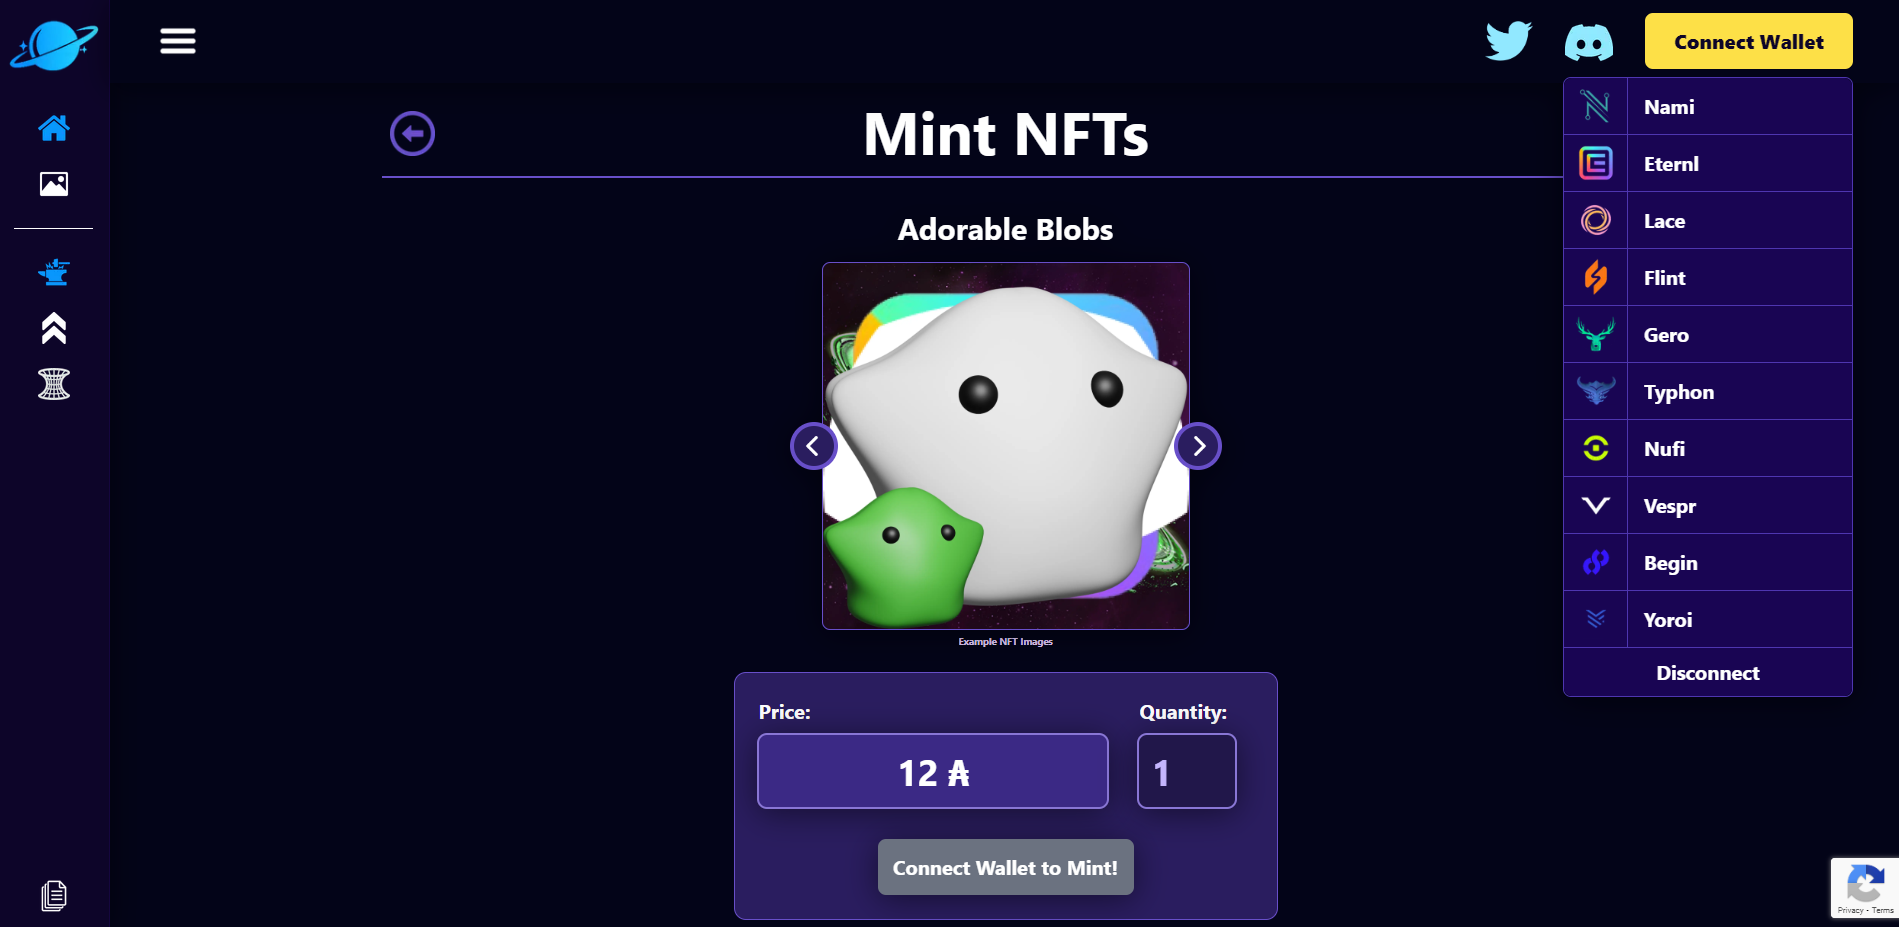 Connect Wallet
Mint NFTs
Nami
Eternl
Lace
Flint
Gero
Typhon
Nufi
Vespr
Begin
Yoroi
Disconnect
Adorable Blobs
Example NFT Images
Price:
Quantity:
12 ₳
1
Connect Wallet to Mint!
Privacy - Terms